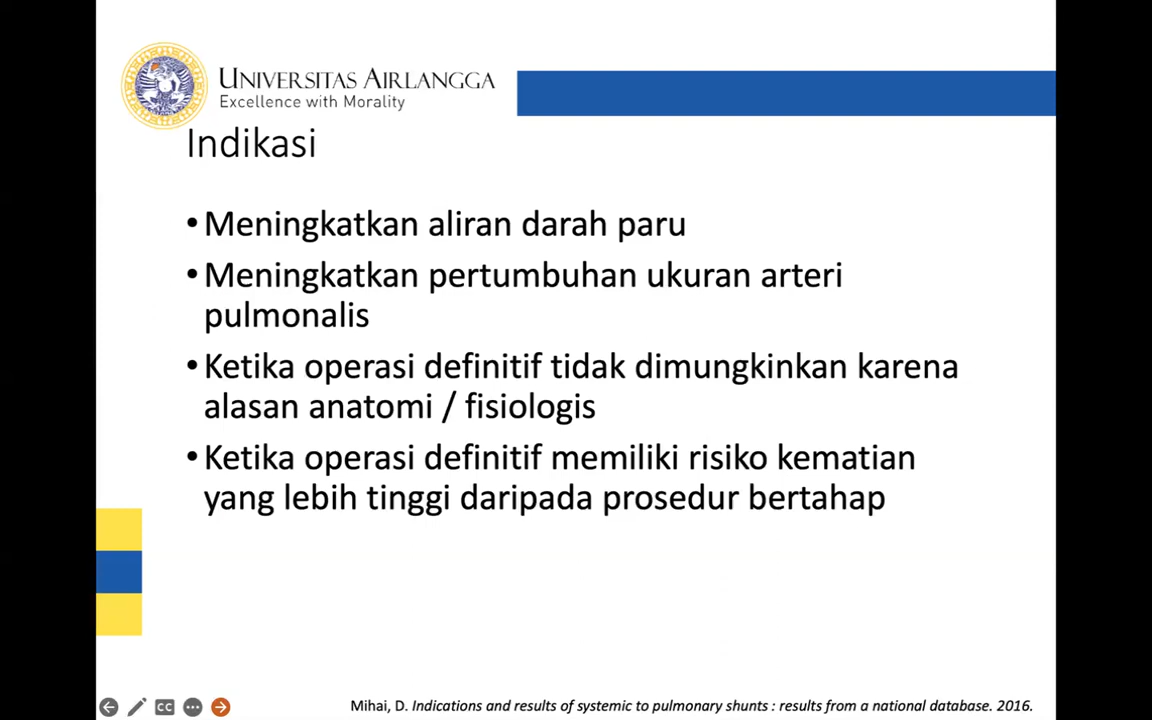 UNIVERSITAS AIRLANGGA
Excellence with Morality
Indikasi
• Meningkatkan aliran darah paru
• Meningkatkan pertumbuhan ukuran arteri
pulmonalis
• Ketika operasi definitif tidak dimungkinkan karena
alasan anatomi / fisiologis
• Ketika operasi definitif memiliki risiko kematian
yang lebih tinggi daripada prosedur bertahap
CC
Mihai, D. Indications and results of systemic to pulmonary shunts : results from a national database. 2016.